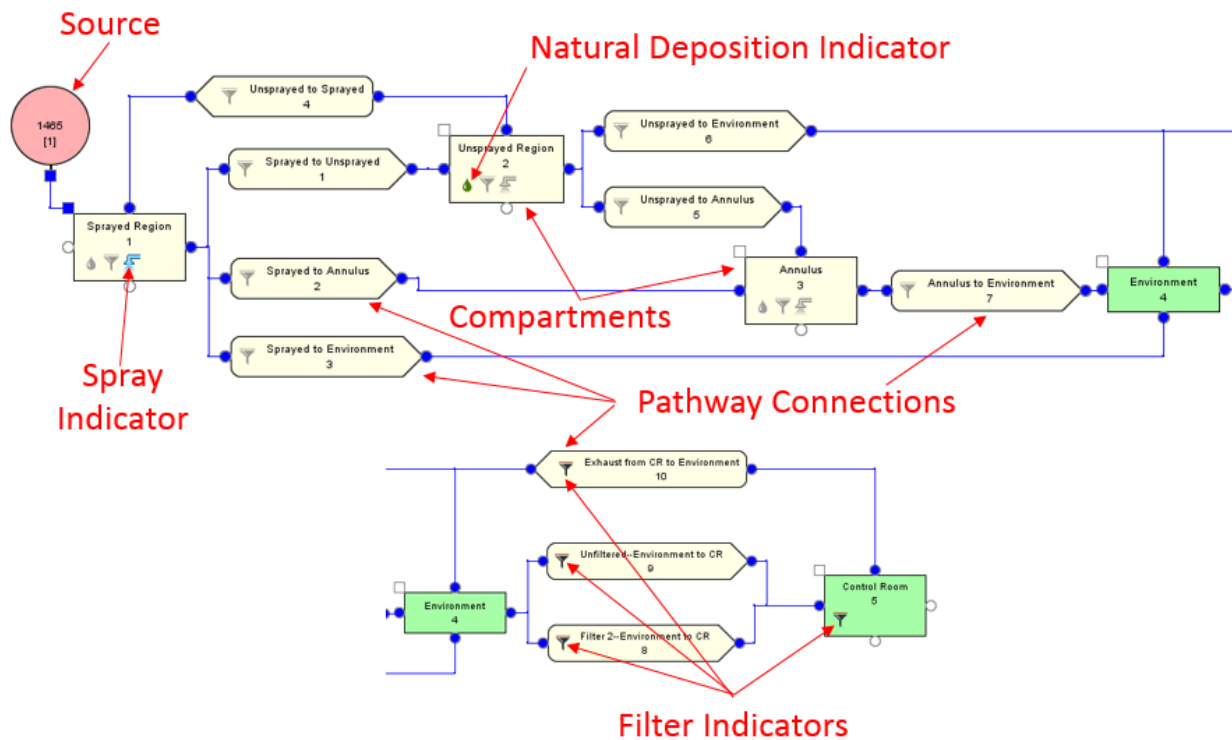 Source
Natural Deposition Indicator
Unsprayed to Sprayed
4
1465
[1]
Unsprayed to Environment
6
Unsprayed Region
2
Sprayed to Unsprayed
1
Unsprayed to Annulus
5
Sprayed Region
1
Sprayed to Annulus
2
Annulus
3
Annulus to Environment
7
Environment
4
Compartments
Sprayed to Environment
3
Spray
Indicator
Pathway Connections
Exhaust from CR to Environment
10
Unfiltered--Environment to CR
9
Control Room
5
Environment
4
Filter 2--Environment to CR
8
Filter Indicators